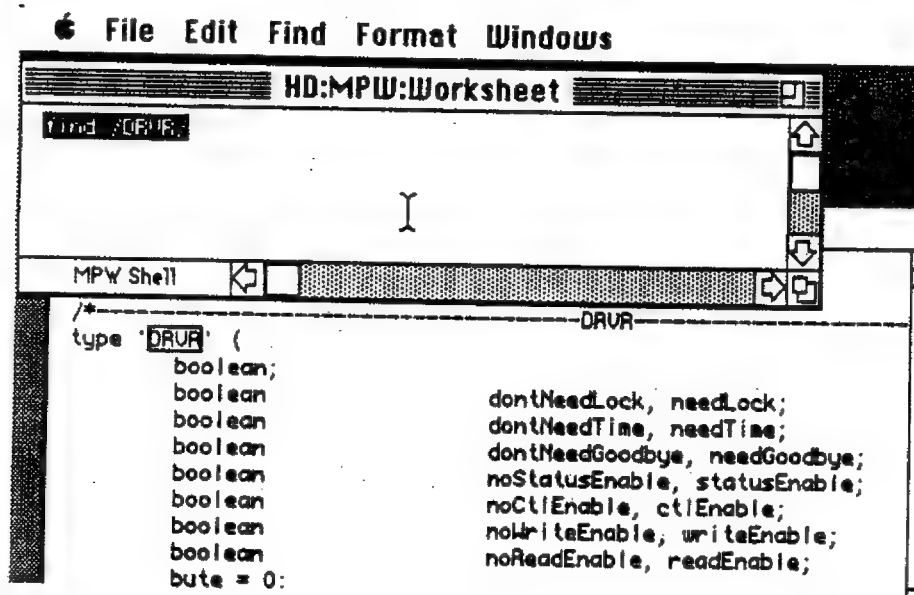 File Edit Find Format Windows
HD:MPW:Worksheet
find /DRVR/
MPW Shell
/*----------------------------------------------------DRVR----------------------------
type 'DRVR' {
boolean;
boolean dontNeedLock, needLock;
boolean dontNeedTime, needTime;
boolean dontNeedGoodbye, needGoodbye;
boolean noStatusEnable, statusEnable;
boolean noCtlEnable, ctlEnable;
boolean noWriteEnable, writeEnable;
boolean noReadEnable, readEnable;
byte = 0;